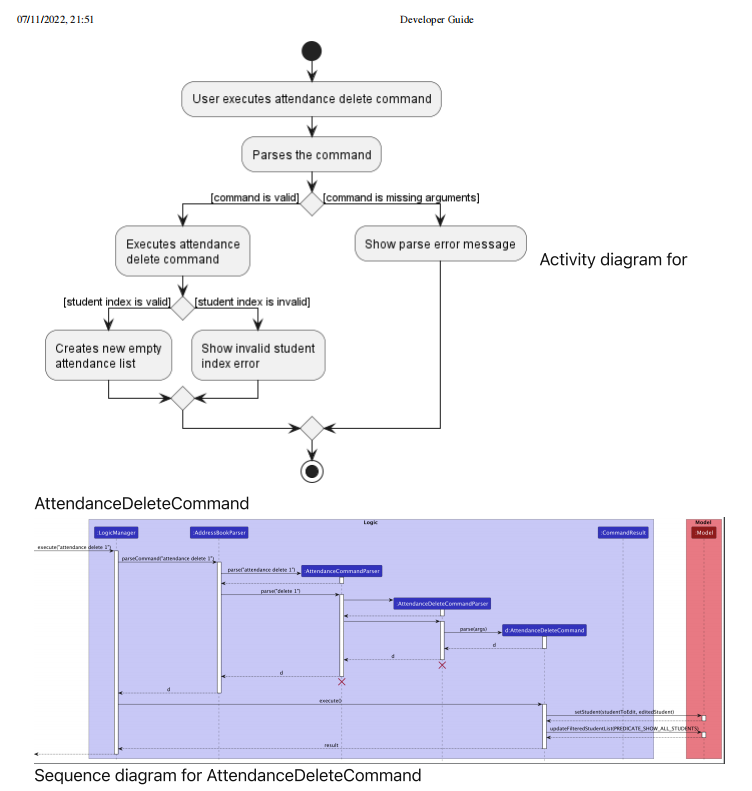 07/11/2022, 21:51
Developer Guide
User executes attendance delete command
Parses the command
[command is valid]
[command is missing arguments]
Executes attendance
delete command
Show parse error message
Activity diagram for
[student index is valid]
[student index is invalid]
Creates new empty
attendance list
Show invalid student
index error
AttendanceDeleteCommand
Logic
Model
:LogicManager
:AddressBookParser
:CommandResult
:Model
execute("attendance delete 1")
parseCommand("attendance delete 1")
parse("attendance delete 1")
:AttendanceCommandParser
parse("delete 1")
:AttendanceDeleteCommandParser
parse(args)
d:AttendanceDeleteCommand
d
d
d
d
execute()
setStudent(studentToEdit, editedStudent)
updateFilteredStudentList(PREDICATE_SHOW_ALL_STUDENTS)
result
Sequence diagram for AttendanceDeleteCommand